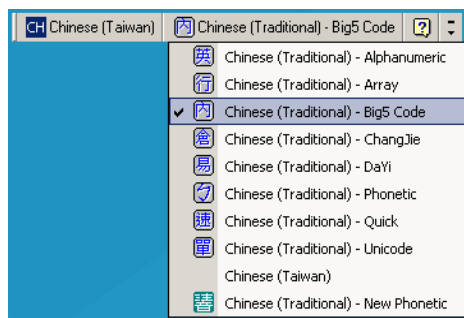 CH Chinese (Taiwan) 內 Chinese (Traditional) - Big5 Code ?
英 Chinese (Traditional) - Alphanumeric
行 Chinese (Traditional) - Array
內 Chinese (Traditional) - Big5 Code
倉 Chinese (Traditional) - ChangJie
易 Chinese (Traditional) - DaYi
ㄅ Chinese (Traditional) - Phonetic
速 Chinese (Traditional) - Quick
單 Chinese (Traditional) - Unicode
Chinese (Taiwan)
Chinese (Traditional) - New Phonetic